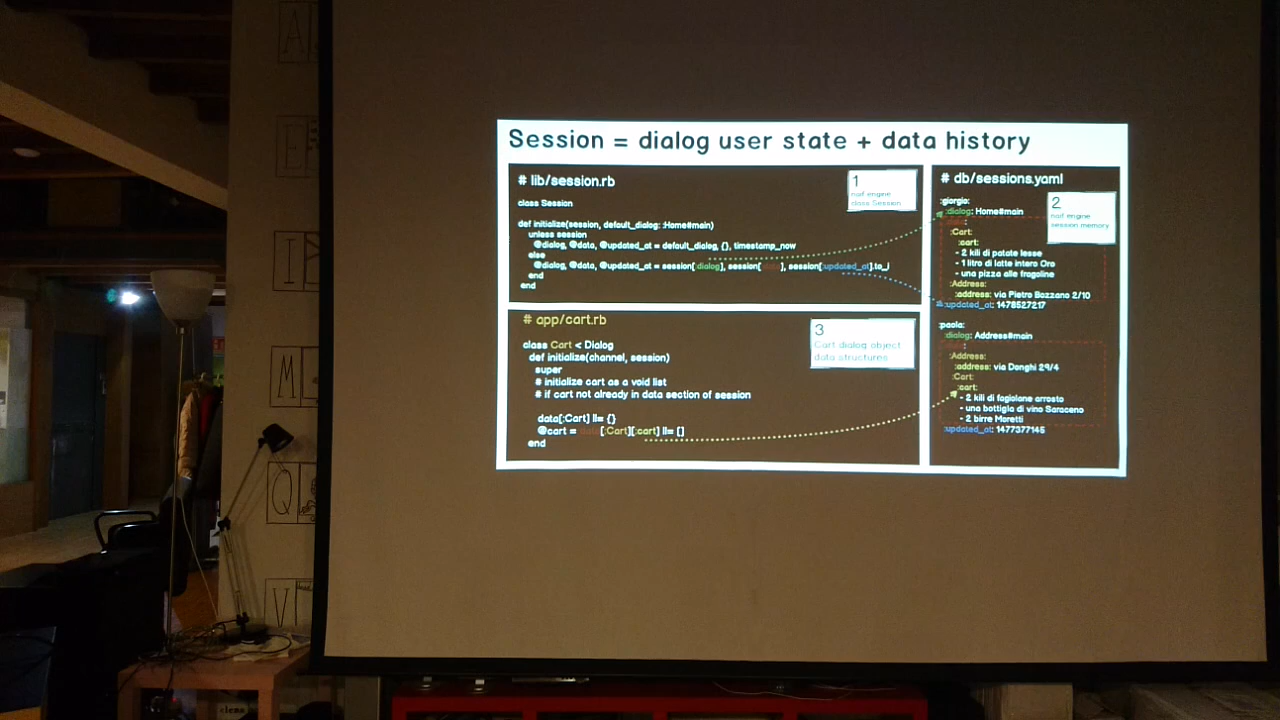 Session = dialog user state + data history
# lib/session.rb
1
naif engine
class Session
class Session
def initialize(session, default_dialog: :Home#main)
unless session
@dialog, @data, @updated_at = default_dialog, {}, timestamp_now
else
@dialog, @data, @updated_at = session[:dialog], session[:data], session[:updated_at].to_i
end
end
# app/cart.rb
3
Cart dialog object
data structures
class Cart < Dialog
def initialize(channel, session)
super
# initialize cart as a void list
# if cart not already in data section of session
data[:Cart] ||= {}
@cart = data[:Cart][:cart] ||= []
end
# db/sessions.yaml
2
naif engine
session memory
:giorgio:
:dialog: Home#main
:Cart:
:cart:
- 2 kili di patate lesse
- 1 litro di latte intero Oro
- una pizza alle fragoline
:Address:
:address: via Pietro Bozzano 2/10
:updated_at: 1478527217
:paola:
:dialog: Address#main
:Address:
:address: via Donghi 29/4
:Cart:
:cart:
- 2 kili di fagiolane arrosto
- una bottiglia di vino Saraceno
- 2 birre Moretti
:updated_at: 1477377145
A
E
I
M
Q
V